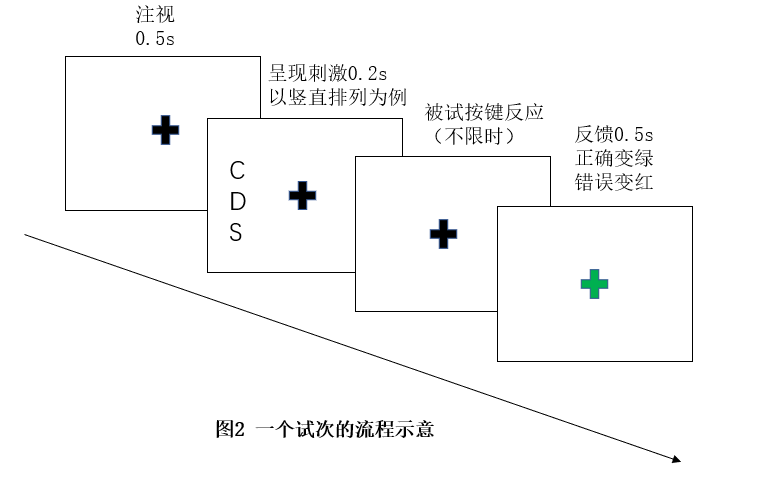 注视
0.5s
呈现刺激0.2s
以竖直排列为例
被试按键反应
（不限时）
反馈0.5s
正确变绿
错误变红
C
D
S
图2 一个试次的流程示意